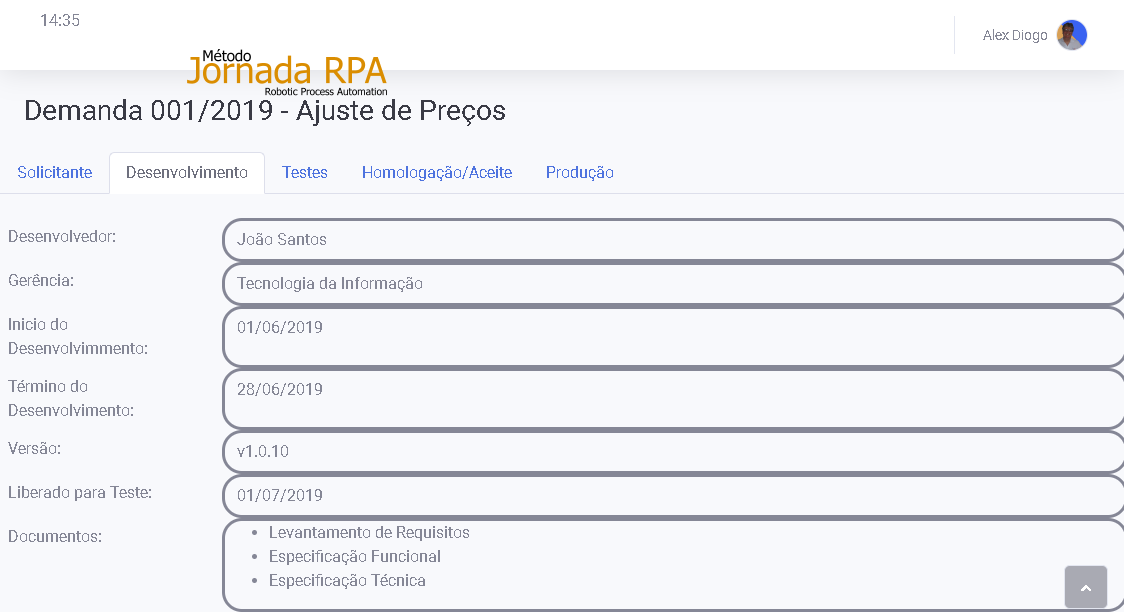 14:35
Alex Diogo
Método
Jornada RPA
Robotic Process Automation
Demanda 001/2019 - Ajuste de Preços
Solicitante
Desenvolvimento
Testes
Homologação/Aceite
Produção
Desenvolvedor:
João Santos
Gerência:
Tecnologia da Informação
Inicio do
Desenvolvimmento:
01/06/2019
Término do
Desenvolvimento:
28/06/2019
Versão:
v1.0.10
Liberado para Teste:
01/07/2019
Documentos:
• Levantamento de Requisitos
• Especificação Funcional
• Especificação Técnica